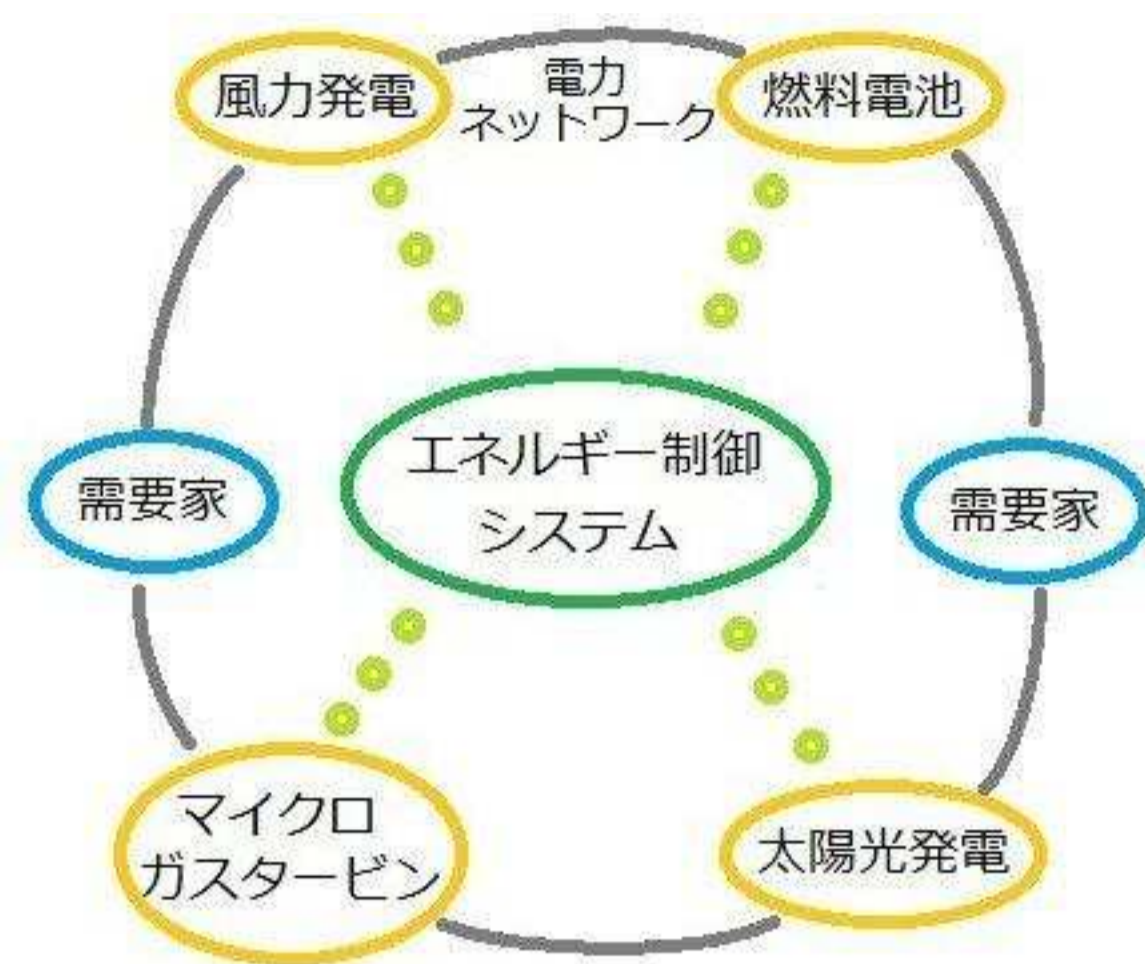 風力発電
電力
ネットワーク
燃料電池
需要家
エネルギー制御
システム
需要家
マイクロ
ガスタービン
太陽光発電